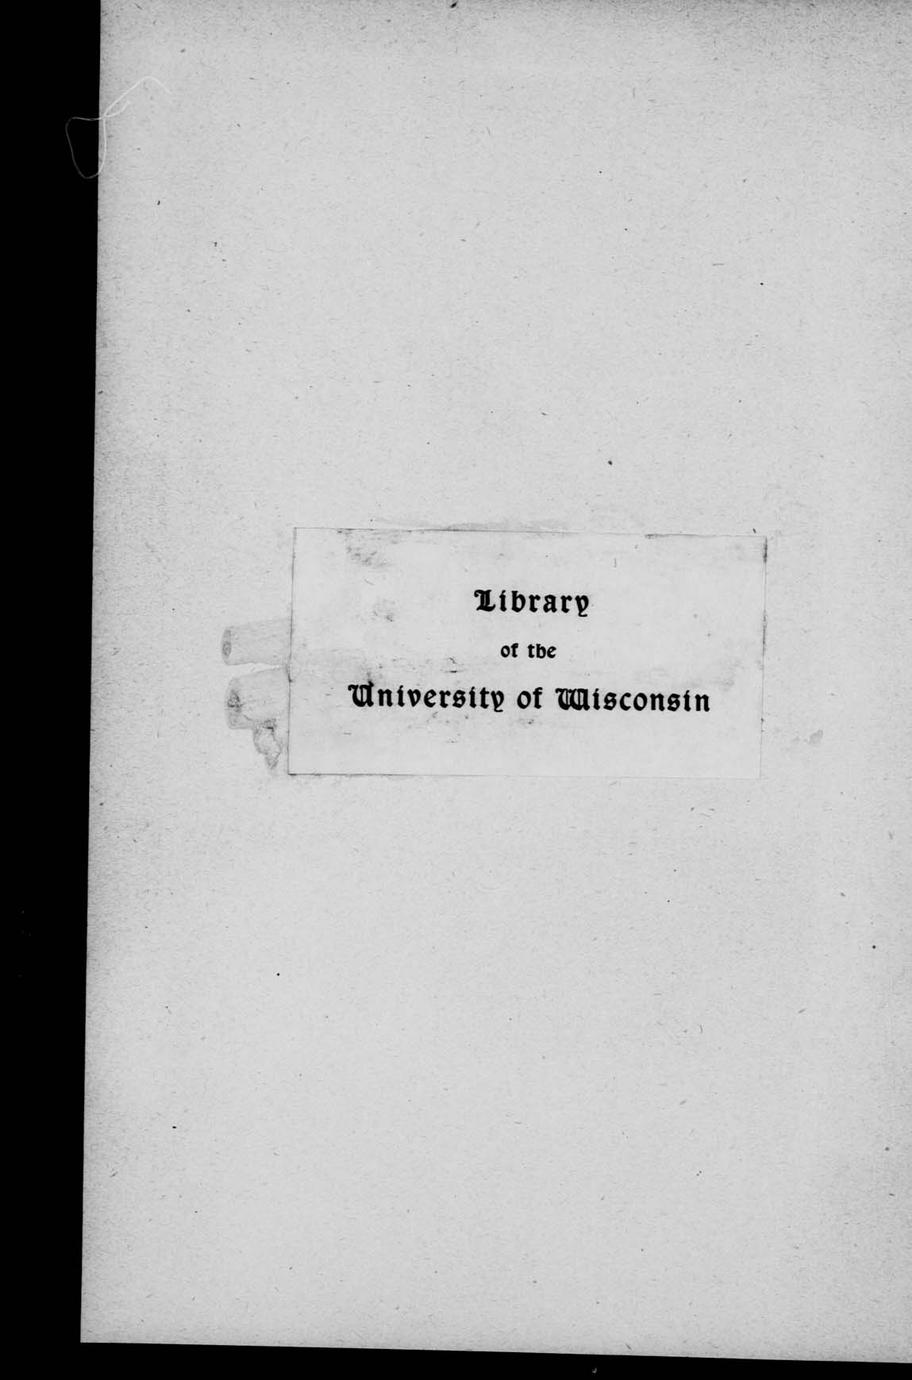 Library
of the
University of Wisconsin